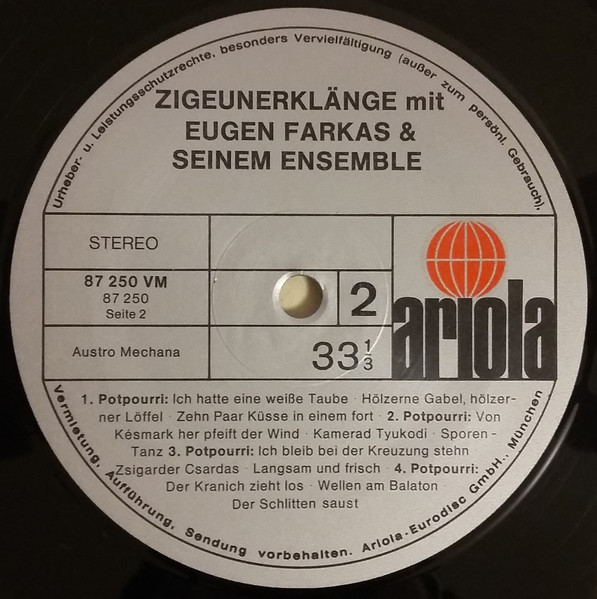 Urheber- u. Leistungsschutzrechte, besonders Vervielfältigung (außer zum persönl. Gebrauch),
ZIGEUNERKLÄNGE mit
EUGEN FARKAS &
SEINEM ENSEMBLE
STEREO
87 250 VM
87 250
Seite 2
2
ariola
Austro Mechana
33 1/3
1. Potpourri: Ich hatte eine weiße Taube · Hölzerne Gabel, hölzer-
ner Löffel · Zehn Paar Küsse in einem fort · 2. Potpourri: Von
Késmark her pfeift der Wind · Kamerad Tyukodi · Sporen-
Tanz 3. Potpourri: Ich bleib bei der Kreuzung stehn
Zsigarder Csardas · Langsam und frisch · 4. Potpourri:
Der Kranich zieht los · Wellen am Balaton ·
Der Schlitten saust
Vermietung, Aufführung, Sendung vorbehalten. Ariola-Eurodisc GmbH., München